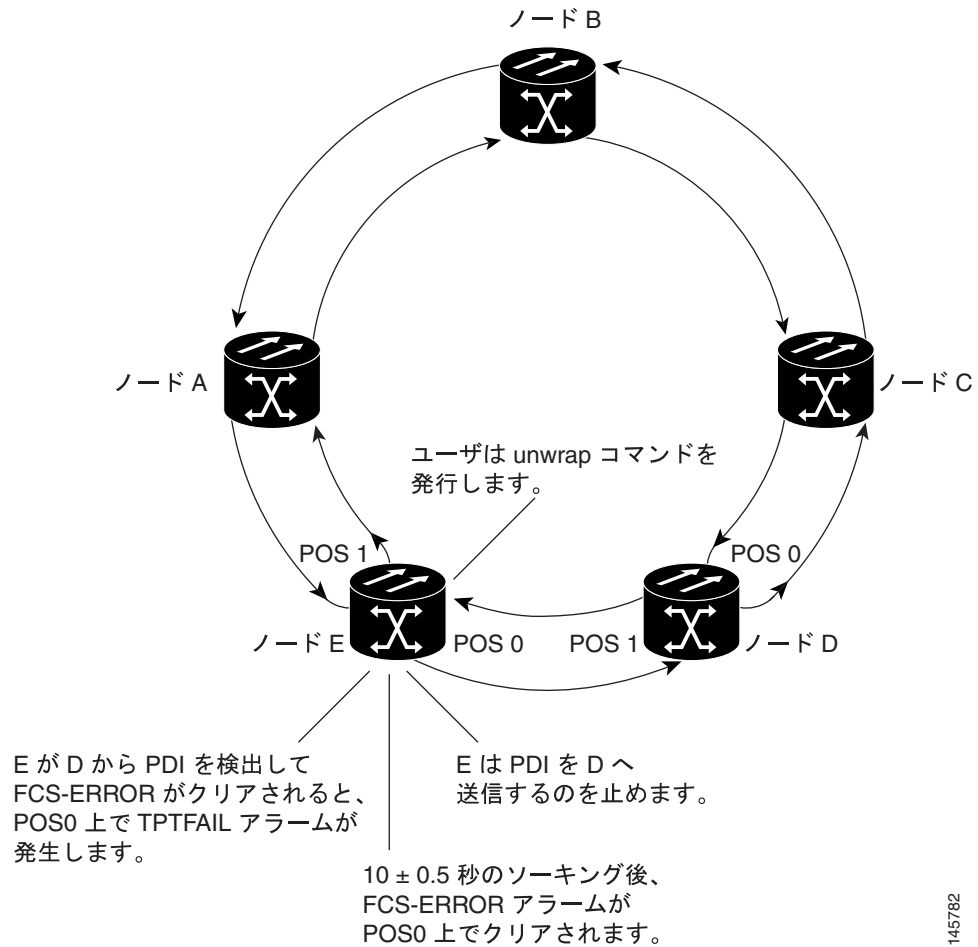 ノード B
ノード A
ノード C
ユーザは unwrap コマンドを
発行します。
POS 1
POS 0
ノード E
POS 0
POS 1
ノード D
E が D から PDI を検出して
FCS-ERROR がクリアされると、
POS0 上で TPTFAIL アラームが
発生します。
E は PDI を D へ
送信するのを止めます。
10 ± 0.5 秒のソーキング後、
FCS-ERROR アラームが
POS0 上でクリアされます。
145782